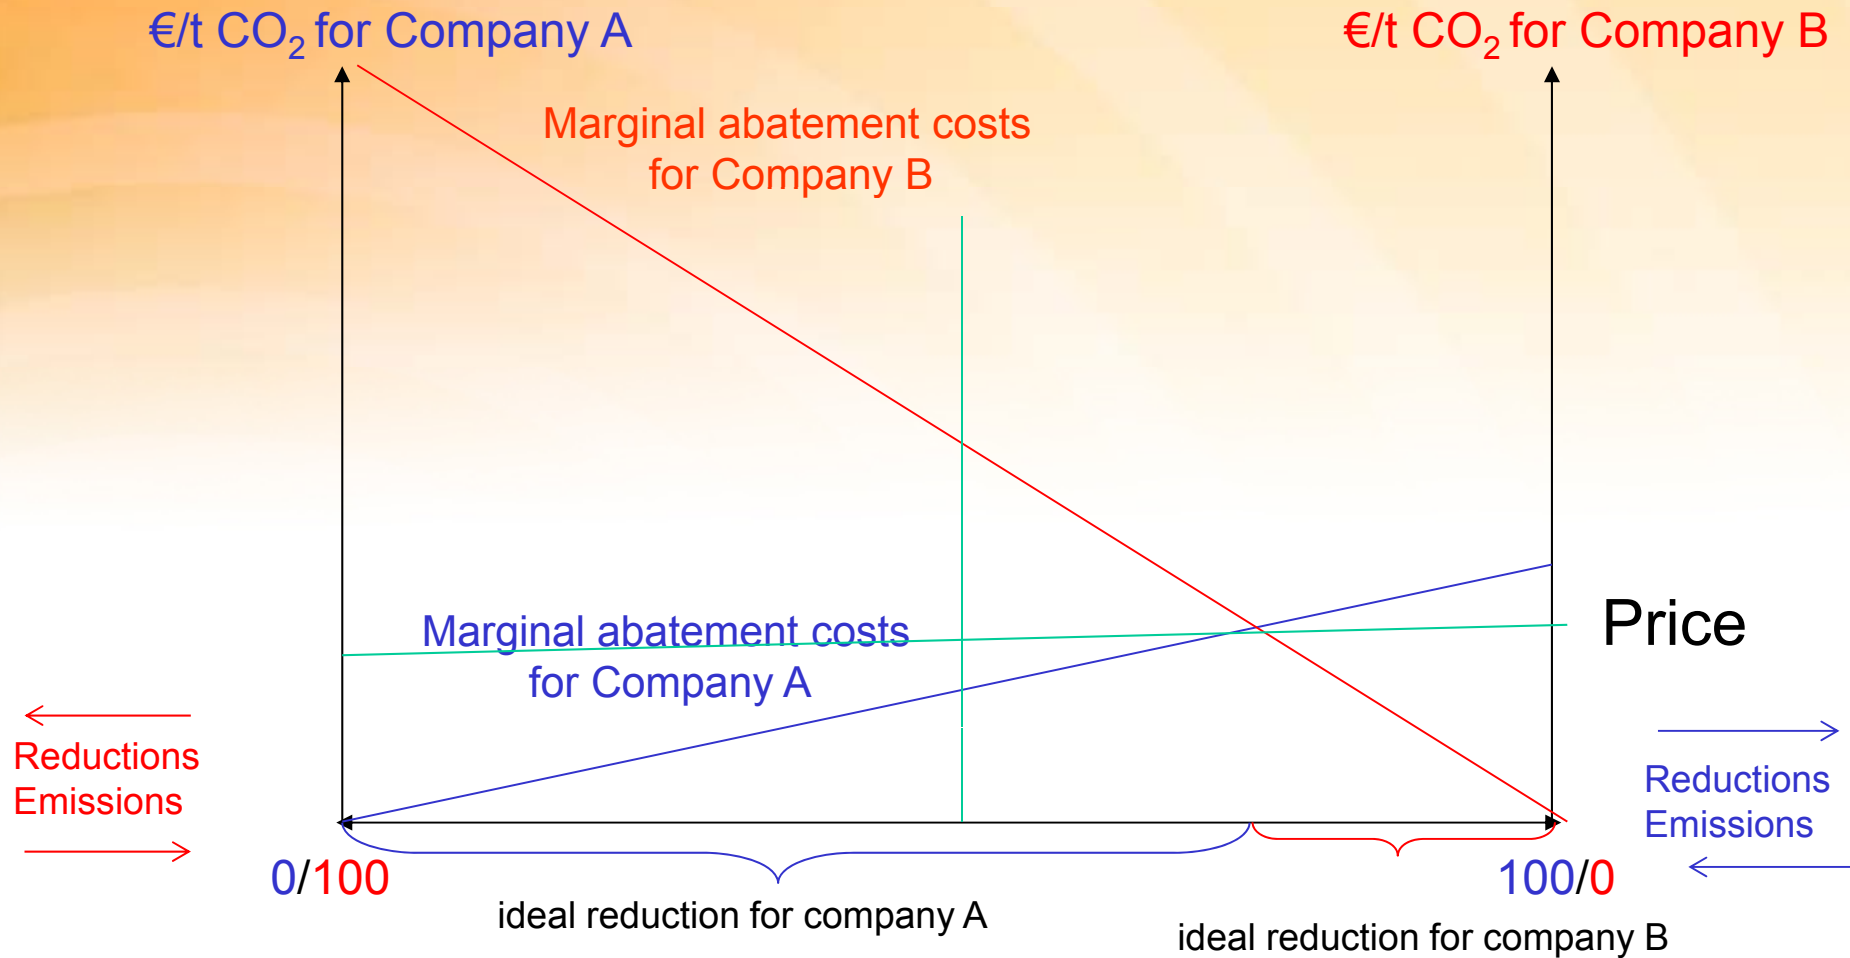 €/t CO₂ for Company A
€/t CO₂ for Company B
Marginal abatement costs
for Company B
Marginal abatement costs
for Company A
Price
Reductions
Emissions
Reductions
Emissions
0/100
100/0
ideal reduction for company A
ideal reduction for company B